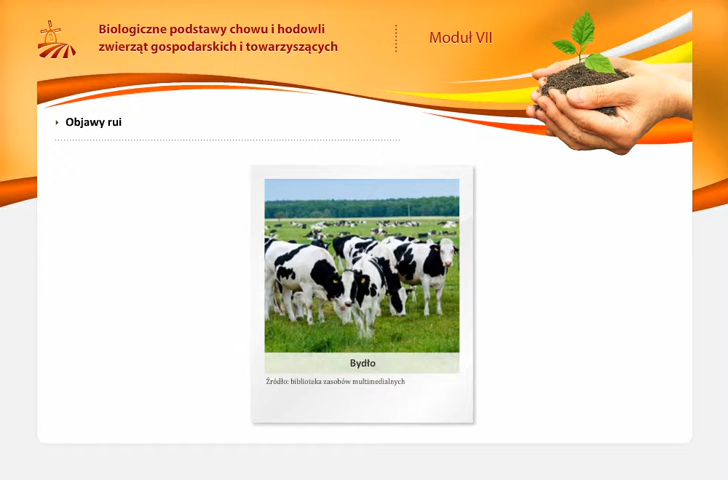 Biologiczne podstawy chowu i hodowli
zwierząt gospodarskich i towarzyszących
Moduł VII
Objawy rui
Bydło
Źródło: biblioteka zasobów multimedialnych